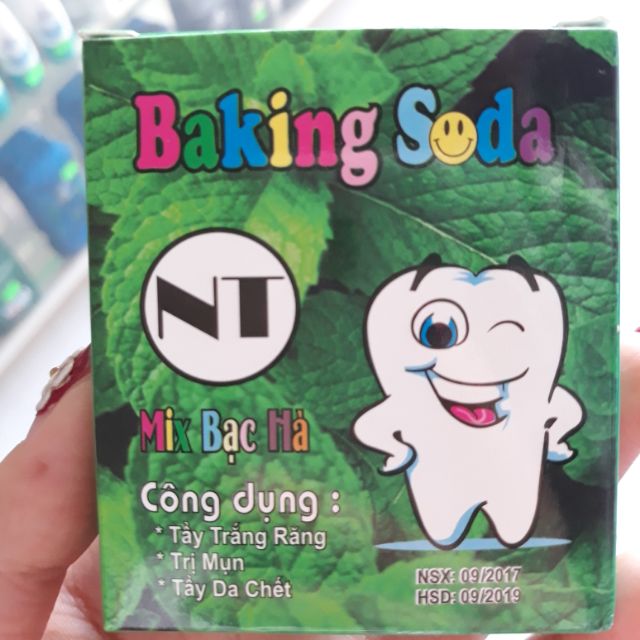 Baking Soda
NT
Mix Bạc Hà
Công dụng :
* Tẩy Trắng Răng
* Trị Mụn
* Tẩy Da Chết
NSX: 09/2017
HSD: 09/2019